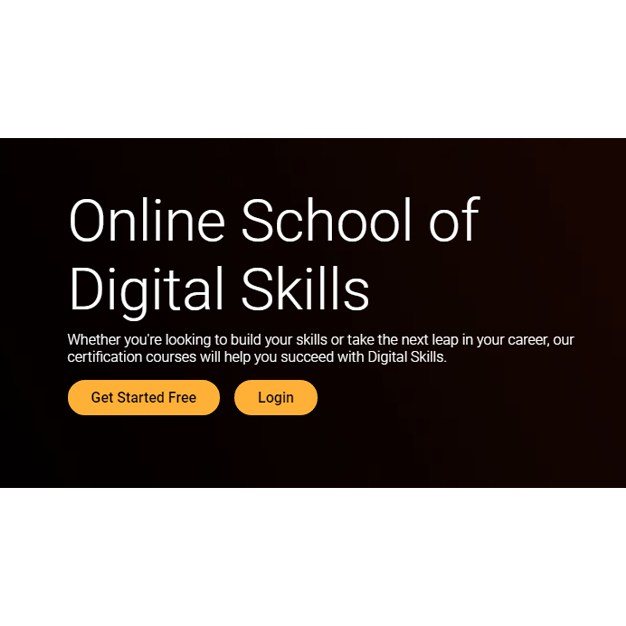 Online School of
Digital Skills
Whether you're looking to build your skills or take the next leap in your career, our
certification courses will help you succeed with Digital Skills.
Get Started Free Login